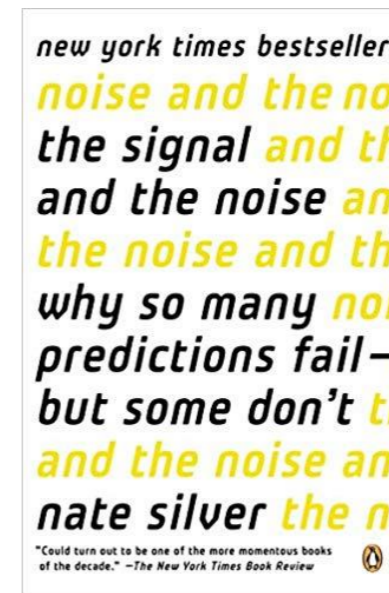 new york times bestseller
noise and the no
the signal and th
and the noise an
the noise and th
why so many noi
predictions fail—
but some don't t
and the noise an
nate silver the n
"Could turn out to be one of the more momentous books
of the decade." —The New York Times Book Review